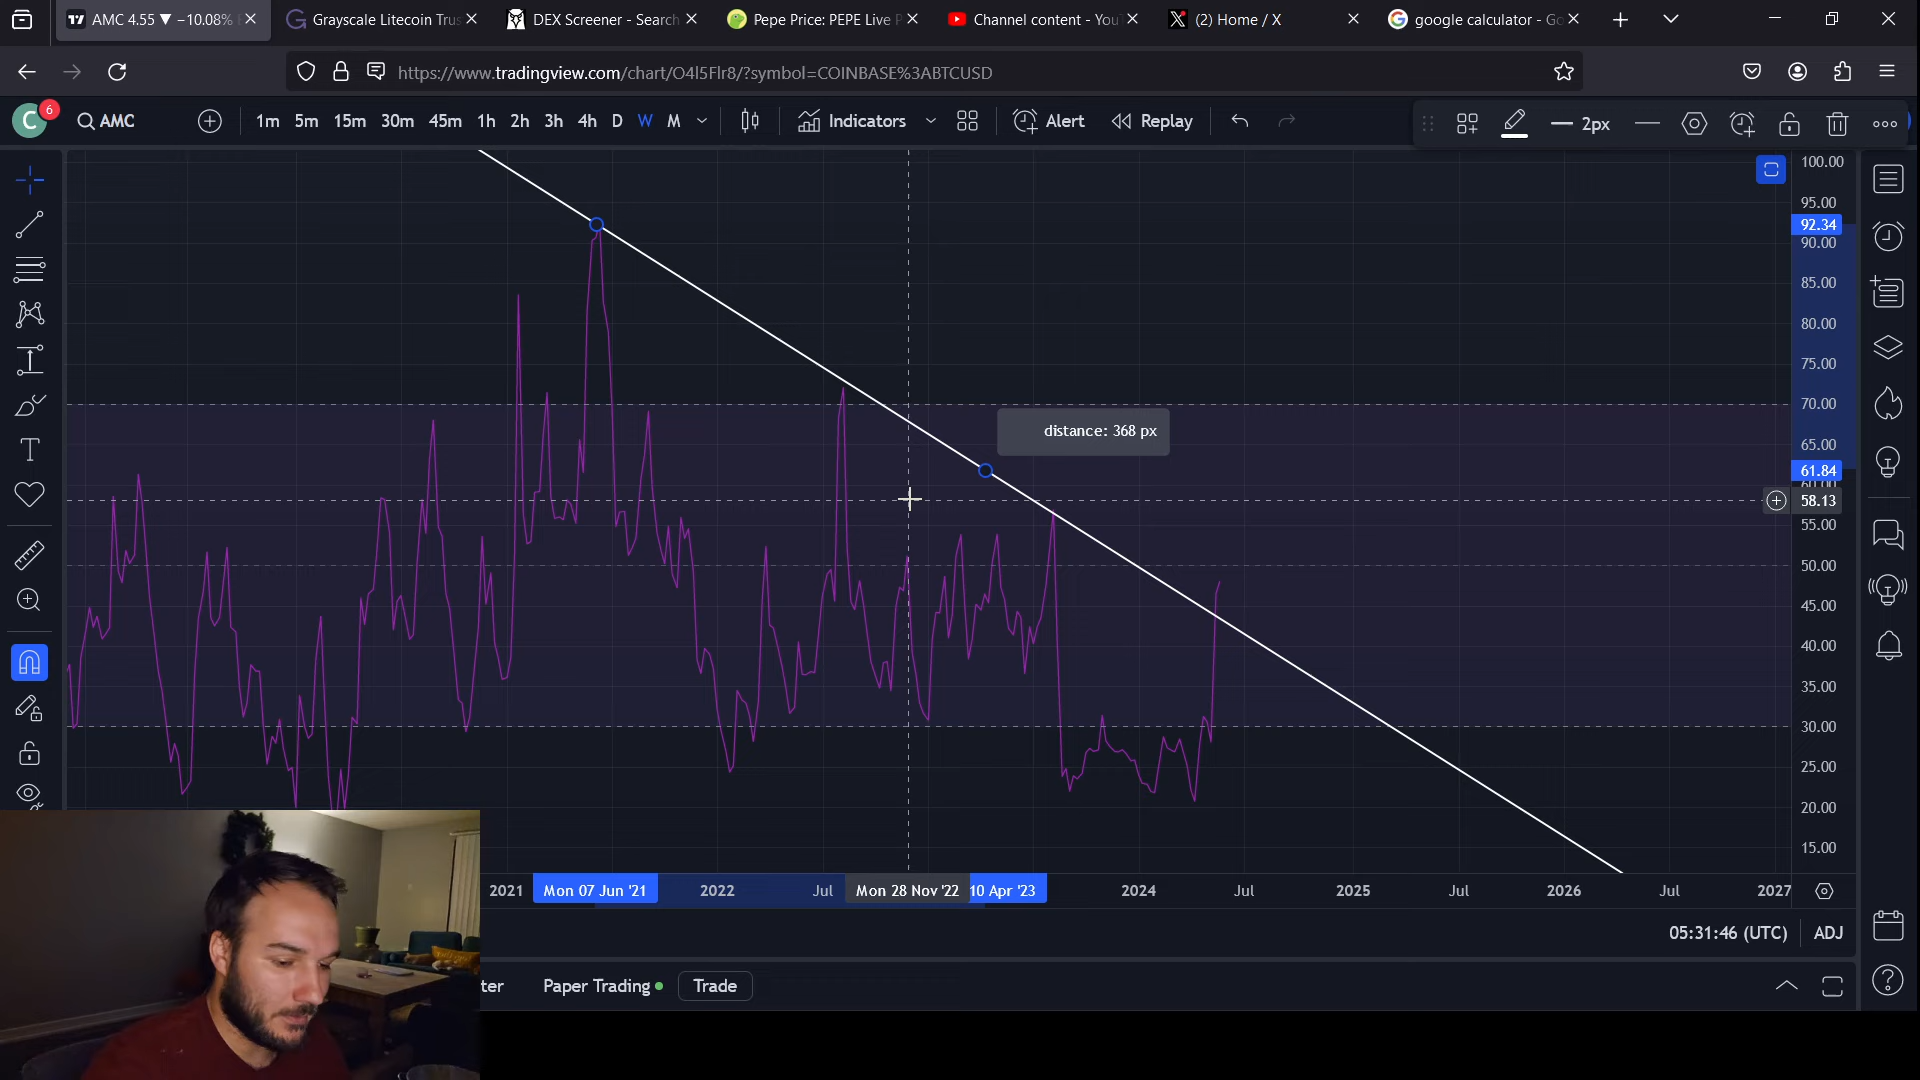 AMC 4.55 ▼ −10.08%
Grayscale Litecoin Trus
DEX Screener - Search
Pepe Price: PEPE Live P
Channel content - You
(2) Home / X
google calculator - Go
https://www.tradingview.com/chart/O4l5Flr8/?symbol=COINBASE%3ABTCUSD
C
6
AMC
1m 5m 15m 30m 45m 1h 2h 3h 4h D W M
Indicators
Alert
Replay
2px
100.00
95.00
92.34
90.00
85.00
80.00
75.00
70.00
distance: 368 px
65.00
61.84
60.00
58.13
55.00
50.00
45.00
40.00
35.00
30.00
25.00
20.00
15.00
2021 Mon 07 Jun '21 2022 Jul Mon 28 Nov '22 10 Apr '23 2024 Jul 2025 Jul 2026 Jul 2027
05:31:46 (UTC) ADJ
ter Paper Trading Trade